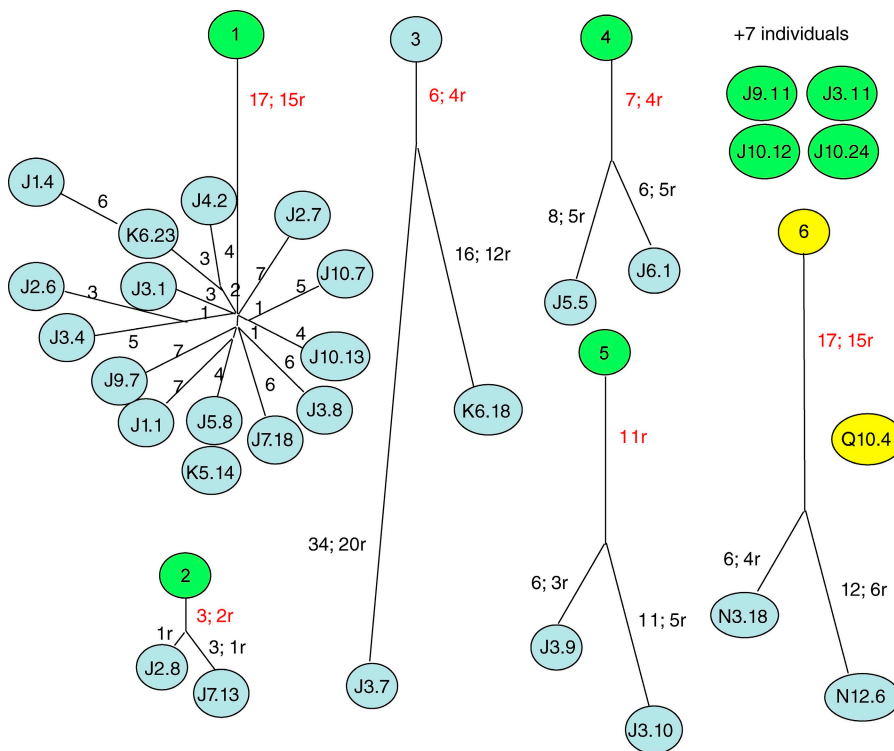 1
17; 15r
J1.4
6
K6.23
3
J4.2
4
2
J2.7
7
J10.7
5
1
J2.6
3
J3.1
3
1
J3.4
5
J9.7
7
J1.1
7
J5.8
4
K5.14
J7.18
6
J3.8
6
1
J10.13
4
2
3; 2r
1r
3; 1r
J2.8
J7.13
3
6; 4r
16; 12r
K6.18
34; 20r
J3.7
4
7; 4r
8; 5r
6; 5r
J5.5
J6.1
5
11r
6; 3r
11; 5r
J3.9
J3.10
+7 individuals
J9.11
J3.11
J10.12
J10.24
6
17; 15r
Q10.4
6; 4r
12; 6r
N3.18
N12.6